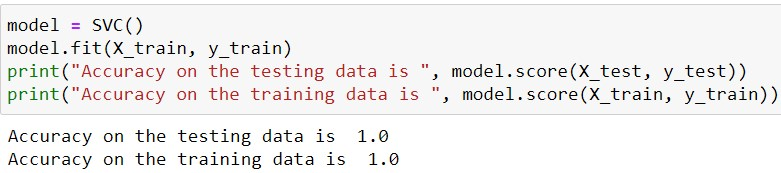 model = SVC()
model.fit(X_train, y_train)
print("Accuracy on the testing data is ", model.score(X_test, y_test))
print("Accuracy on the training data is ", model.score(X_train, y_train))
Accuracy on the testing data is  1.0
Accuracy on the training data is  1.0